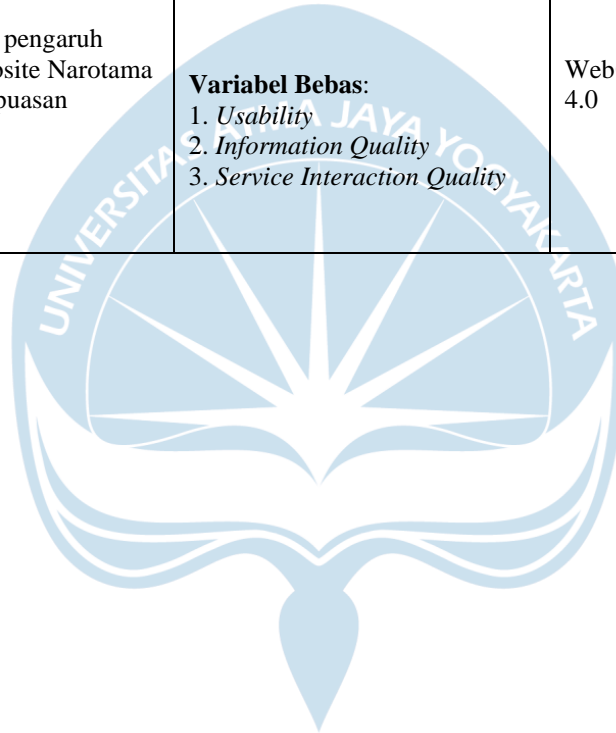 pengaruh
site Narotama
puasan
Variabel Bebas:
1. Usability
2. Information Quality
3. Service Interaction Quality
Web
4.0
UNIVERSITAS ATMA JAYA YOGYAKARTA